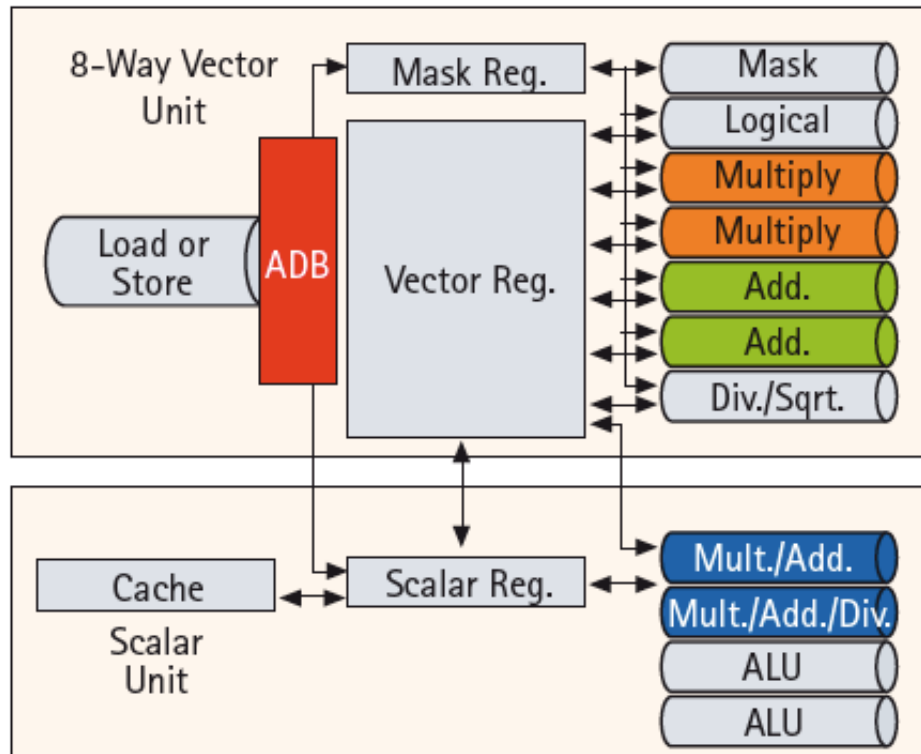 8-Way Vector
Unit
Mask Reg.
Mask
Logical
Multiply
Multiply
Add.
Add.
Div./Sqrt.
Load or
Store
ADB
Vector Reg.
Cache
Scalar
Unit
Scalar Reg.
Mult./Add.
Mult./Add./Div.
ALU
ALU